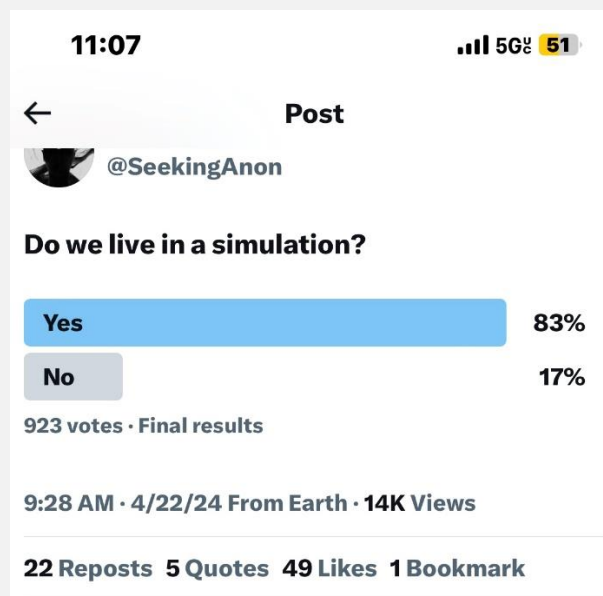 11:07 5G 51
Post
@SeekingAnon
Do we live in a simulation?
Yes 83%
No 17%
923 votes · Final results
9:28 AM · 4/22/24 From Earth · 14K Views
22 Reposts 5 Quotes 49 Likes 1 Bookmark